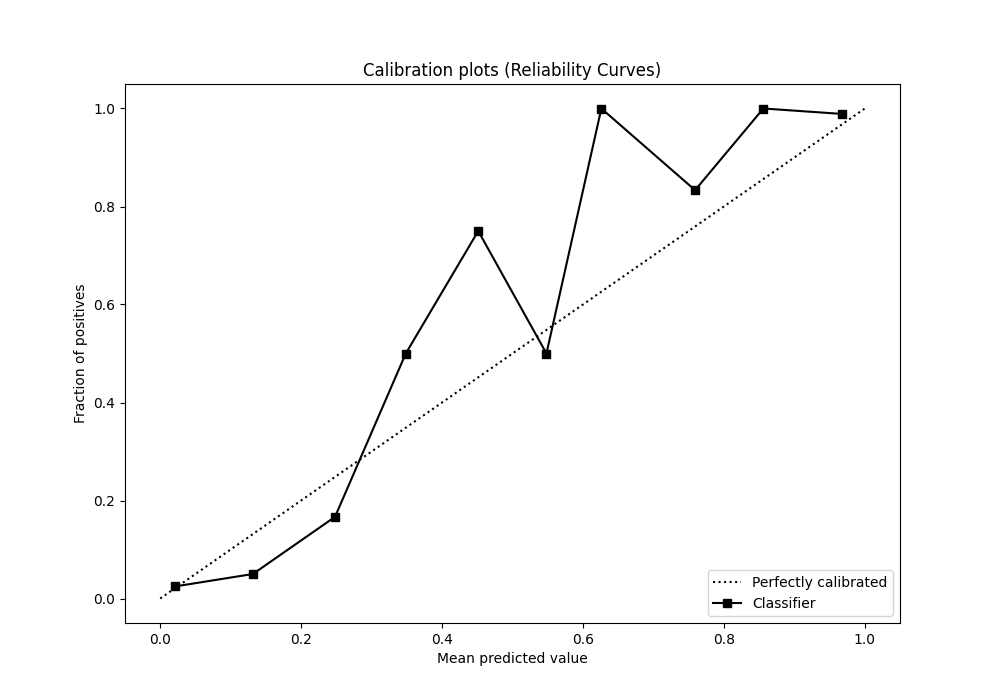 Calibration plots (Reliability Curves)
1.0
0.8
0.6
0.4
0.2
0.0
Fraction of positives
0.0 0.2 0.4 0.6 0.8 1.0
Mean predicted value
Perfectly calibrated
Classifier